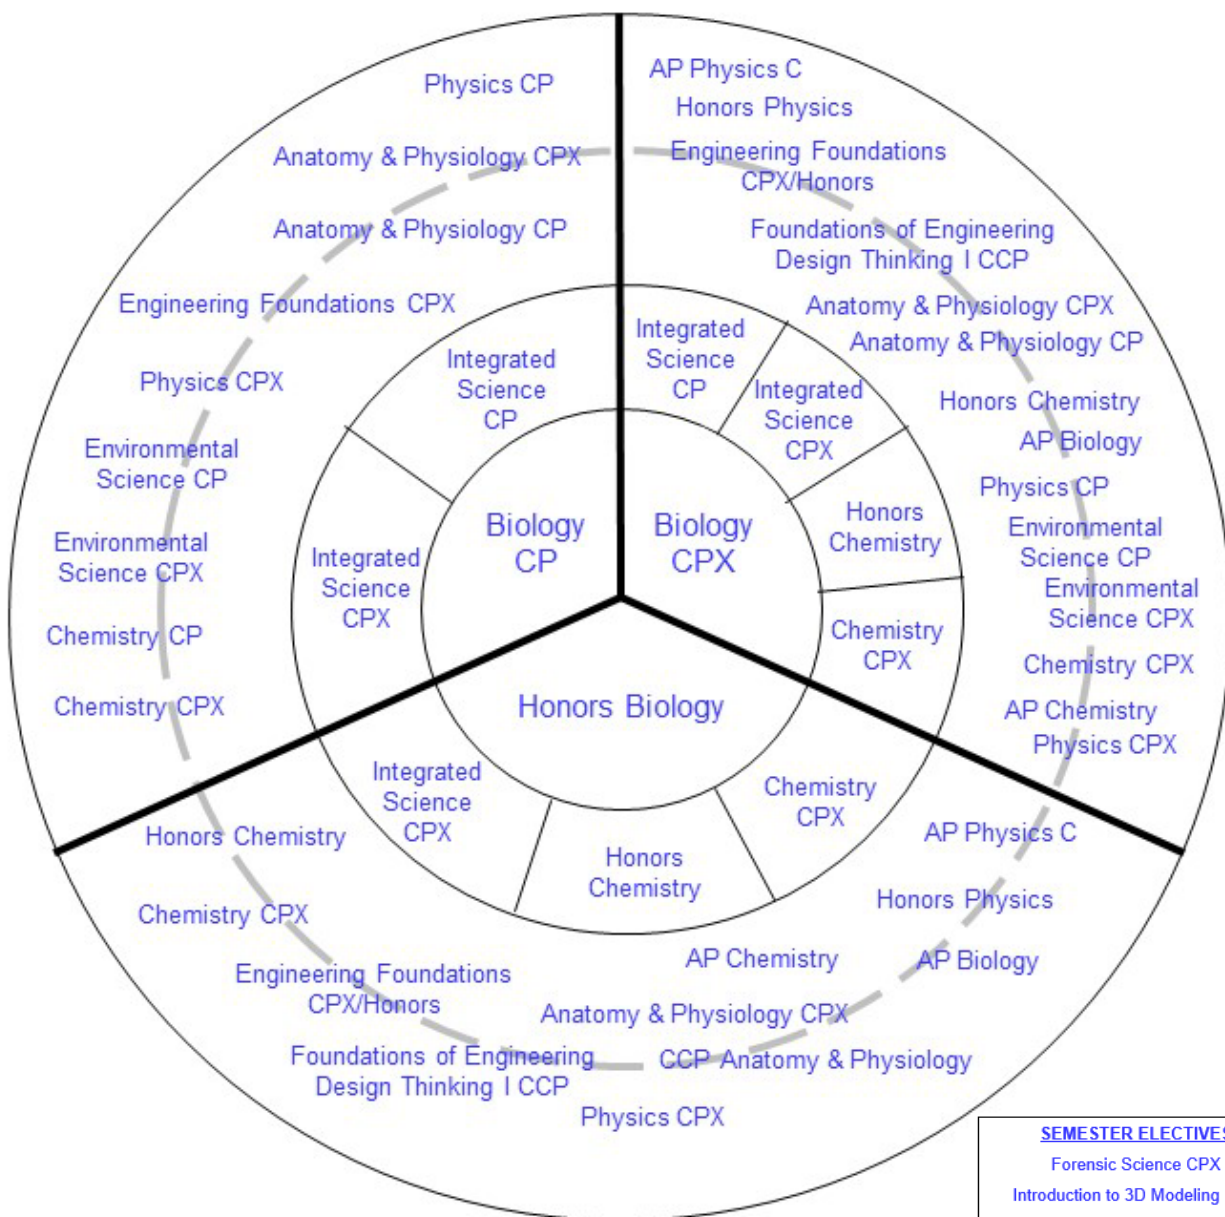 Physics CP
Anatomy & Physiology CPX
Anatomy & Physiology CP
Engineering Foundations CPX
Physics CPX
Environmental
Science CP
Environmental
Science CPX
Chemistry CP
Chemistry CPX
AP Physics C
Honors Physics
Engineering Foundations
CPX/Honors
Foundations of Engineering
Design Thinking I CCP
Anatomy & Physiology CPX
Anatomy & Physiology CP
Honors Chemistry
AP Biology
Physics CP
Environmental
Science CP
Environmental
Science CPX
Chemistry CPX
AP Chemistry
Physics CPX
Integrated
Science
CP
Integrated
Science
CPX
Integrated
Science
CP
Integrated
Science
CPX
Honors
Chemistry
Chemistry
CPX
Biology
CP
Biology
CPX
Honors Biology
Integrated
Science
CPX
Honors
Chemistry
Chemistry
CPX
Honors Chemistry
Chemistry CPX
Engineering Foundations
CPX/Honors
Foundations of Engineering
Design Thinking I CCP
AP Physics C
Honors Physics
AP Biology
AP Chemistry
Anatomy & Physiology CPX
CCP Anatomy & Physiology
Physics CPX
SEMESTER ELECTIVES
Forensic Science CPX
Introduction to 3D Modeling